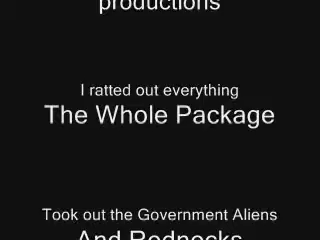 productions
I ratted out everything
The Whole Package
Took out the Government Aliens
And Rednecks